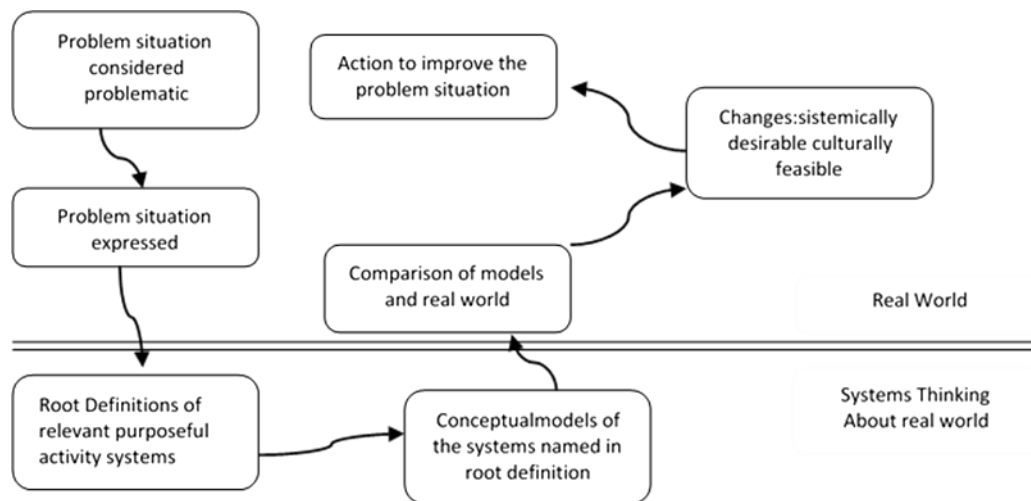 Problem situation
considered
problematic
Problem situation
expressed
Root Definitions of
relevant purposeful
activity systems
Conceptualmodels of
the systems named in
root definition
Comparison of models
and real world
Changes:sistemically
desirable culturally
feasible
Action to improve the
problem situation
Real World
Systems Thinking
About real world